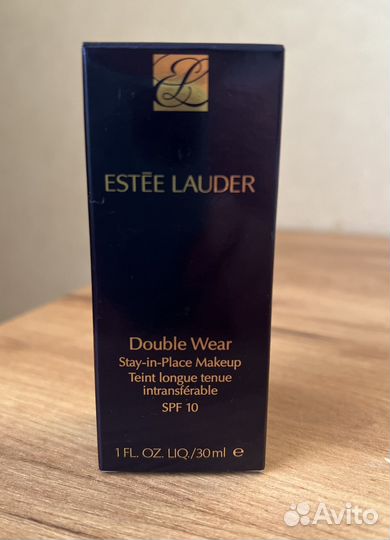 EL
ESTĒE LAUDER
Double Wear
Stay-in-Place Makeup
Teint longue tenue
intransférable
SPF 10
1 FL. OZ. LIQ./30 ml ℮
Avito